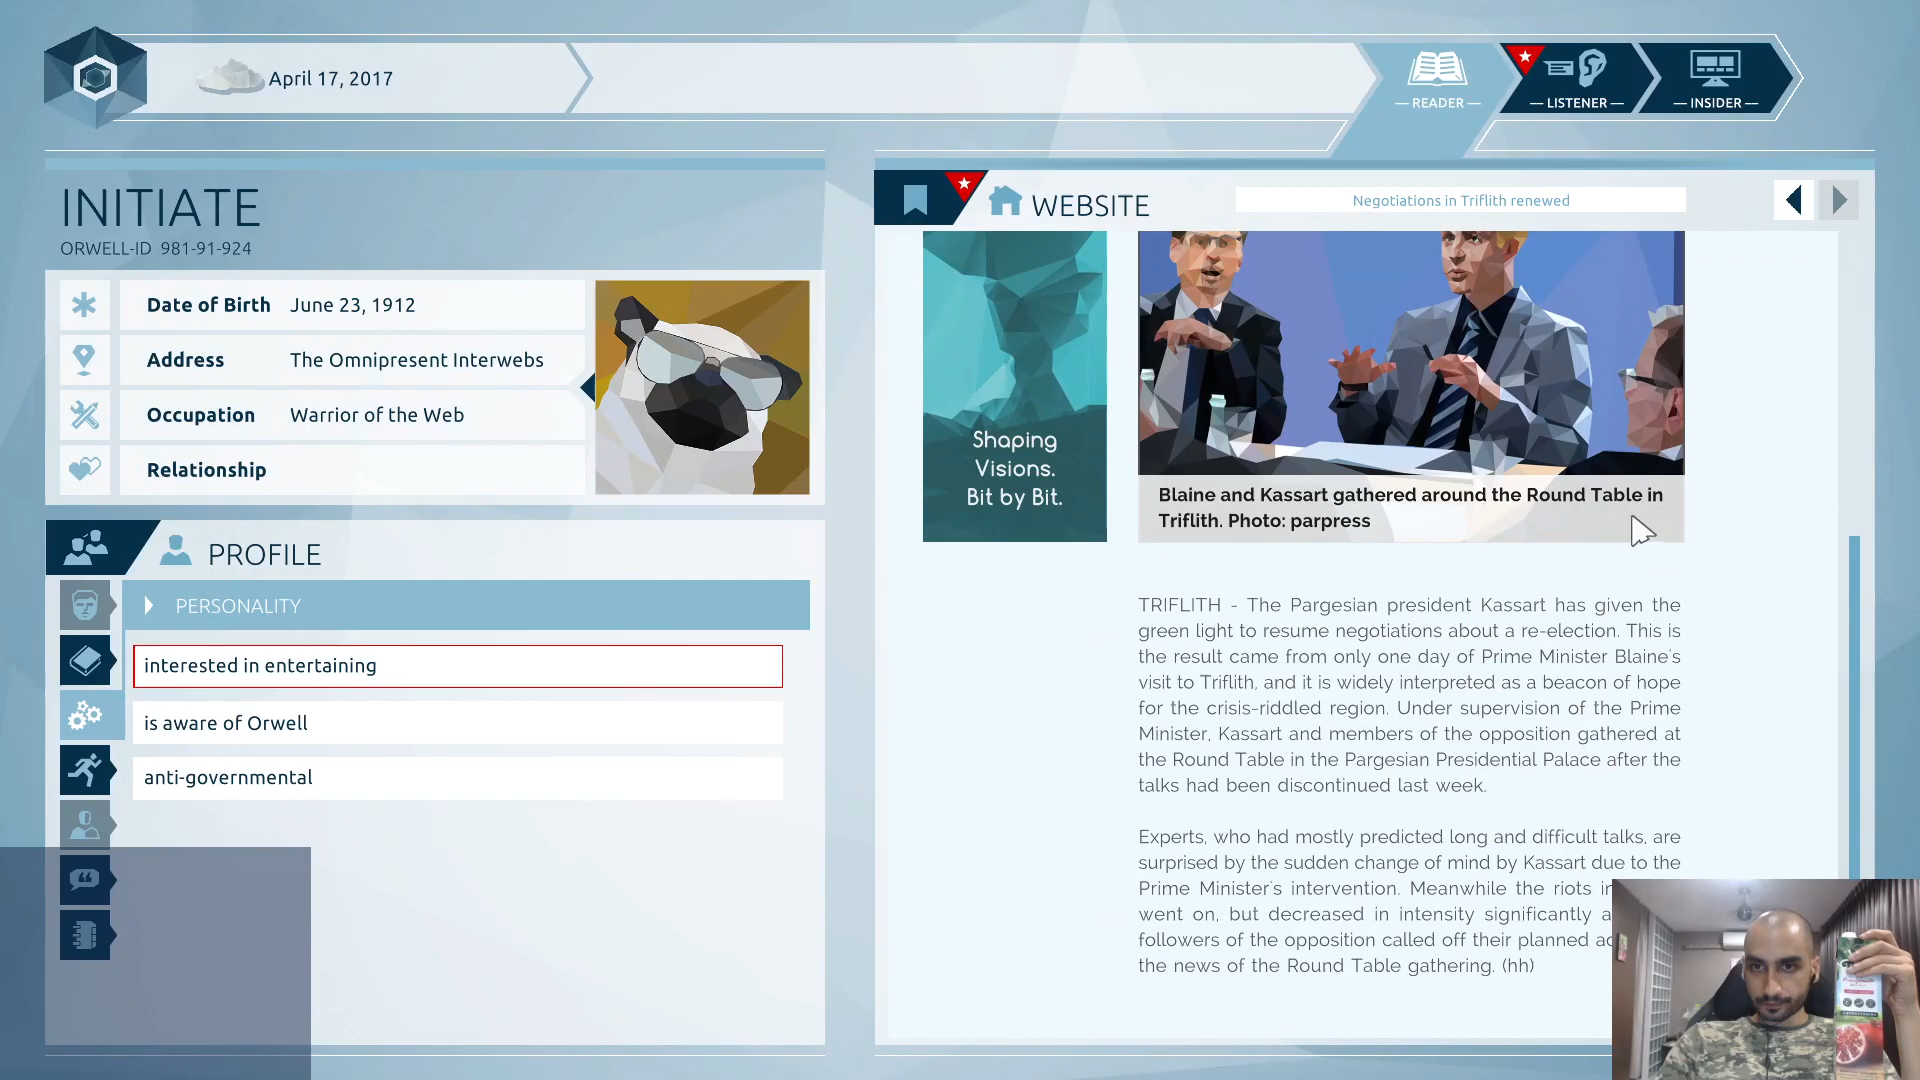 April 17, 2017
READER
LISTENER
INSIDER
INITIATE
ORWELL-ID 981-91-924
Date of Birth June 23, 1912
Address The Omnipresent Interwebs
Occupation Warrior of the Web
Relationship
PROFILE
PERSONALITY
interested in entertaining
is aware of Orwell
anti-governmental
WEBSITE
Negotiations in Triflith renewed
Shaping
Visions.
Bit by Bit.
Blaine and Kassart gathered around the Round Table in
Triflith. Photo: parpress
TRIFLITH - The Pargesian president Kassart has given the
green light to resume negotiations about a re-election. This is
the result came from only one day of Prime Minister Blaine's
visit to Triflith, and it is widely interpreted as a beacon of hope
for the crisis-riddled region. Under supervision of the Prime
Minister, Kassart and members of the opposition gathered at
the Round Table in the Pargesian Presidential Palace after the
talks had been discontinued last week.
Experts, who had mostly predicted long and difficult talks, are
surprised by the sudden change of mind by Kassart due to the
Prime Minister's intervention. Meanwhile the riots
went on, but decreased in intensity significantly
followers of the opposition called off their planned
the news of the Round Table gathering. (hh)